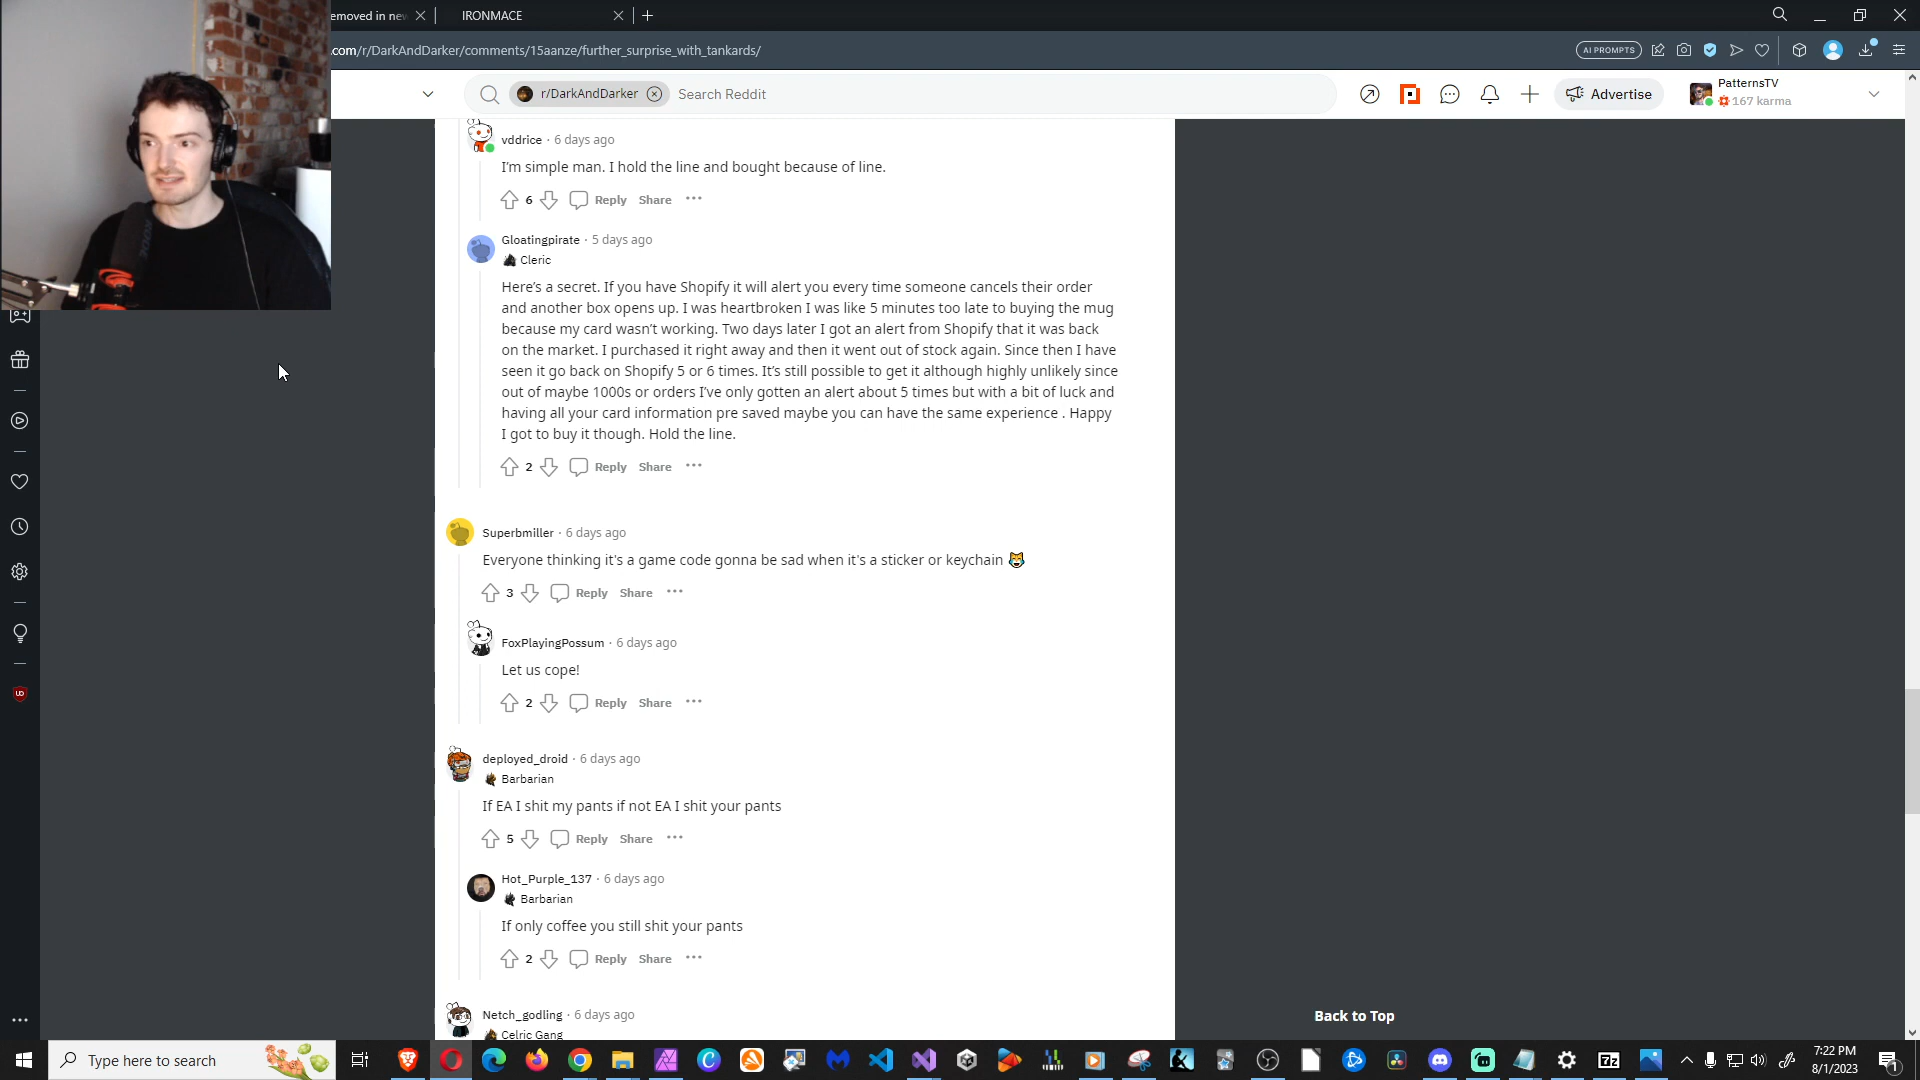 emoved in ne
IRONMACE
.com/r/DarkAndDarker/comments/15aanze/further_surprise_with_tankards/
AI PROMPTS
r/DarkAndDarker
Search Reddit
Advertise
PatternsTV
167 karma
vddrice · 6 days ago
I'm simple man. I hold the line and bought because of line.
6 Reply Share
Gloatingpirate · 5 days ago
Cleric
Here's a secret. If you have Shopify it will alert you every time someone cancels their order
and another box opens up. I was heartbroken I was like 5 minutes too late to buying the mug
because my card wasn't working. Two days later I got an alert from Shopify that it was back
on the market. I purchased it right away and then it went out of stock again. Since then I have
seen it go back on Shopify 5 or 6 times. It's still possible to get it although highly unlikely since
out of maybe 1000s or orders I've only gotten an alert about 5 times but with a bit of luck and
having all your card information pre saved maybe you can have the same experience . Happy
I got to buy it though. Hold the line.
2 Reply Share
Superbmiller · 6 days ago
Everyone thinking it's a game code gonna be sad when it's a sticker or keychain 😹
3 Reply Share
FoxPlayingPossum · 6 days ago
Let us cope!
2 Reply Share
deployed_droid · 6 days ago
Barbarian
If EA I shit my pants if not EA I shit your pants
5 Reply Share
Hot_Purple_137 · 6 days ago
Barbarian
If only coffee you still shit your pants
2 Reply Share
Netch_godling · 6 days ago
Celric Gang
Back to Top
Type here to search
7:22 PM
8/1/2023